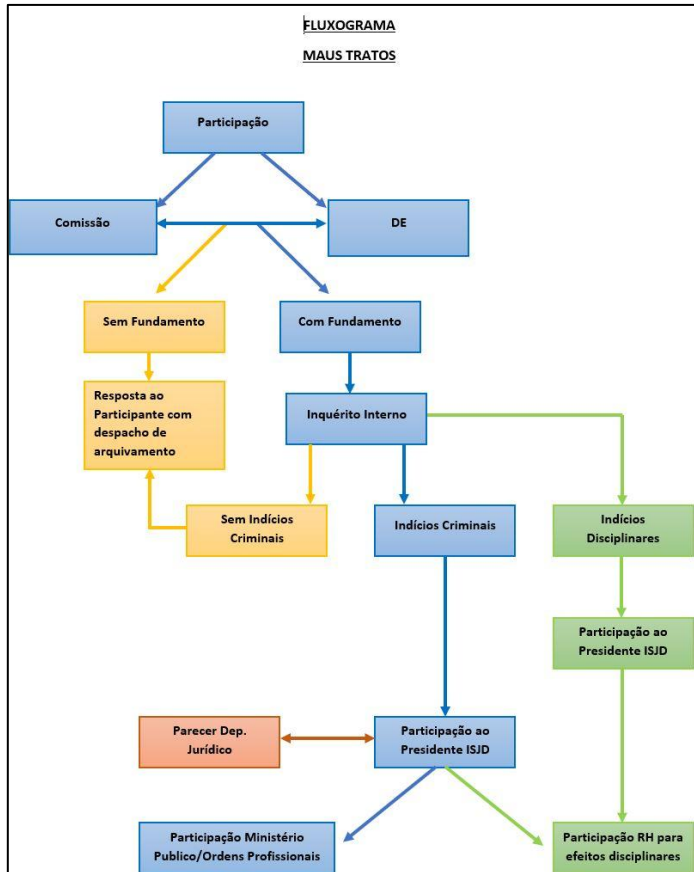 FLUXOGRAMA
MAUS TRATOS
Participação
Comissão
DE
Sem Fundamento
Com Fundamento
Resposta ao
Participante com
despacho de
arquivamento
Inquérito Interno
Sem Indícios
Criminais
Indícios Criminais
Indícios
Disciplinares
Participação ao
Presidente ISJD
Parecer Dep.
Jurídico
Participação ao
Presidente ISJD
Participação Ministério
Publico/Ordens Profissionais
Participação RH para
efeitos disciplinares